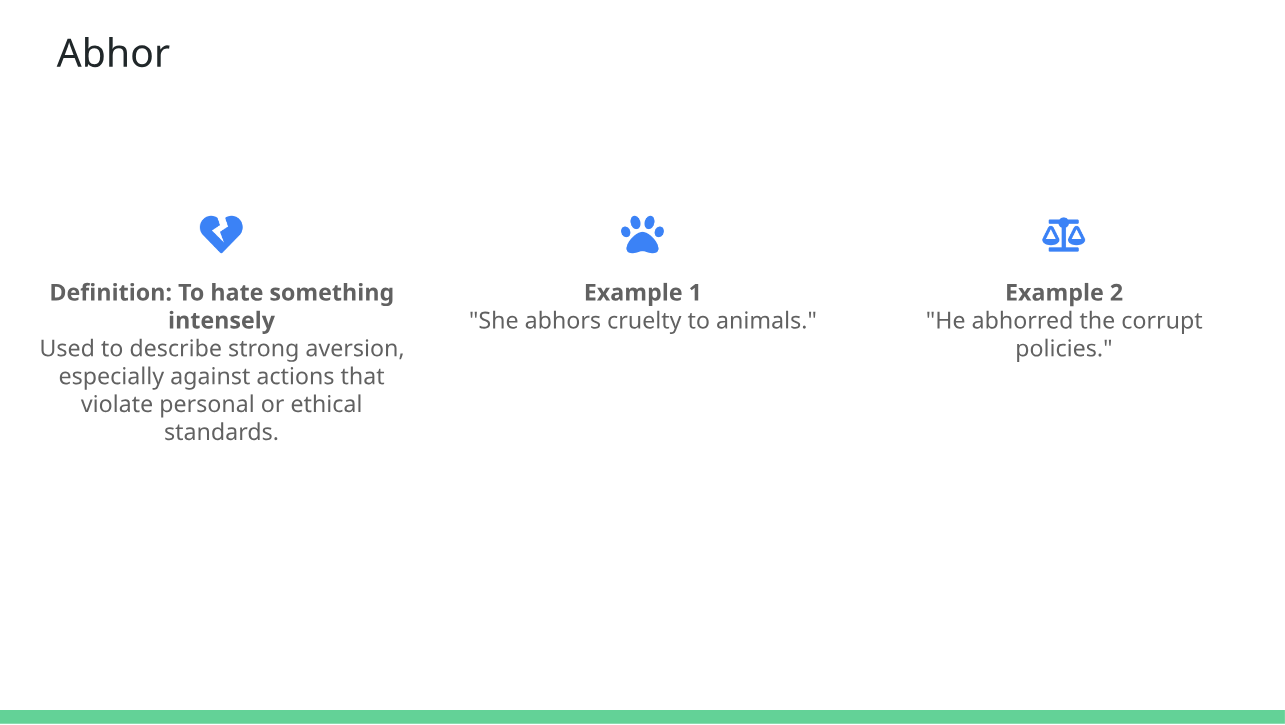 Abhor
Definition: To hate something
intensely
Used to describe strong aversion,
especially against actions that
violate personal or ethical
standards.
Example 1
"She abhors cruelty to animals."
Example 2
"He abhorred the corrupt
policies."